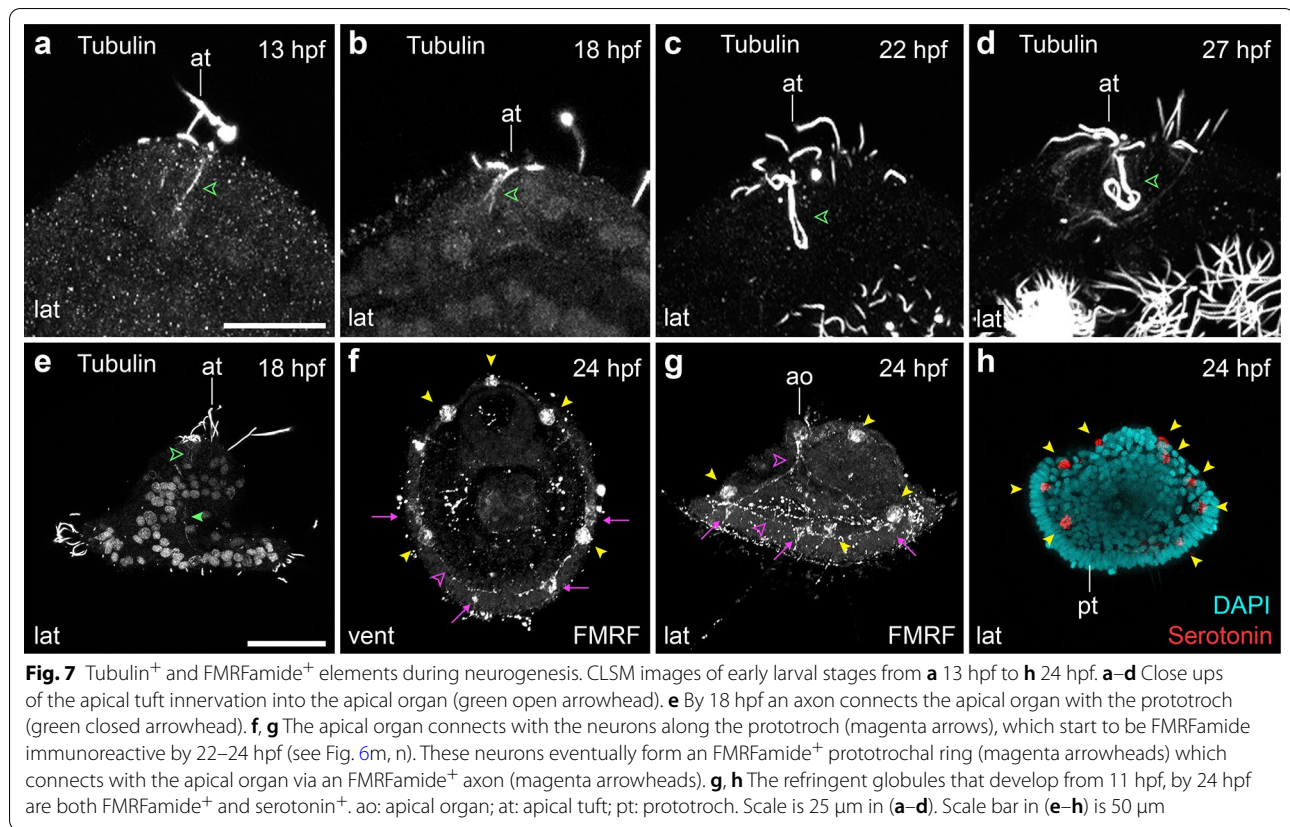 a Tubulin 13 hpf
at
lat
b Tubulin 18 hpf
at
lat
c Tubulin 22 hpf
at
lat
d Tubulin 27 hpf
at
lat
e Tubulin 18 hpf
at
lat
f 24 hpf
vent FMRF
g 24 hpf
ao
lat FMRF
h 24 hpf
pt
DAPI
lat Serotonin
Fig. 7 Tubulin⁺ and FMRFamide⁺ elements during neurogenesis. CLSM images of early larval stages from a 13 hpf to h 24 hpf. a–d Close ups
of the apical tuft innervation into the apical organ (green open arrowhead). e By 18 hpf an axon connects the apical organ with the prototroch
(green closed arrowhead). f, g The apical organ connects with the neurons along the prototroch (magenta arrows), which start to be FMRFamide
immunoreactive by 22–24 hpf (see Fig. 6m, n). These neurons eventually form an FMRFamide⁺ prototrochal ring (magenta arrowheads) which
connects with the apical organ via an FMRFamide⁺ axon (magenta arrowheads). g, h The refringent globules that develop from 11 hpf, by 24 hpf
are both FMRFamide⁺ and serotonin⁺. ao: apical organ; at: apical tuft; pt: prototroch. Scale is 25 µm in (a–d). Scale bar in (e–h) is 50 µm